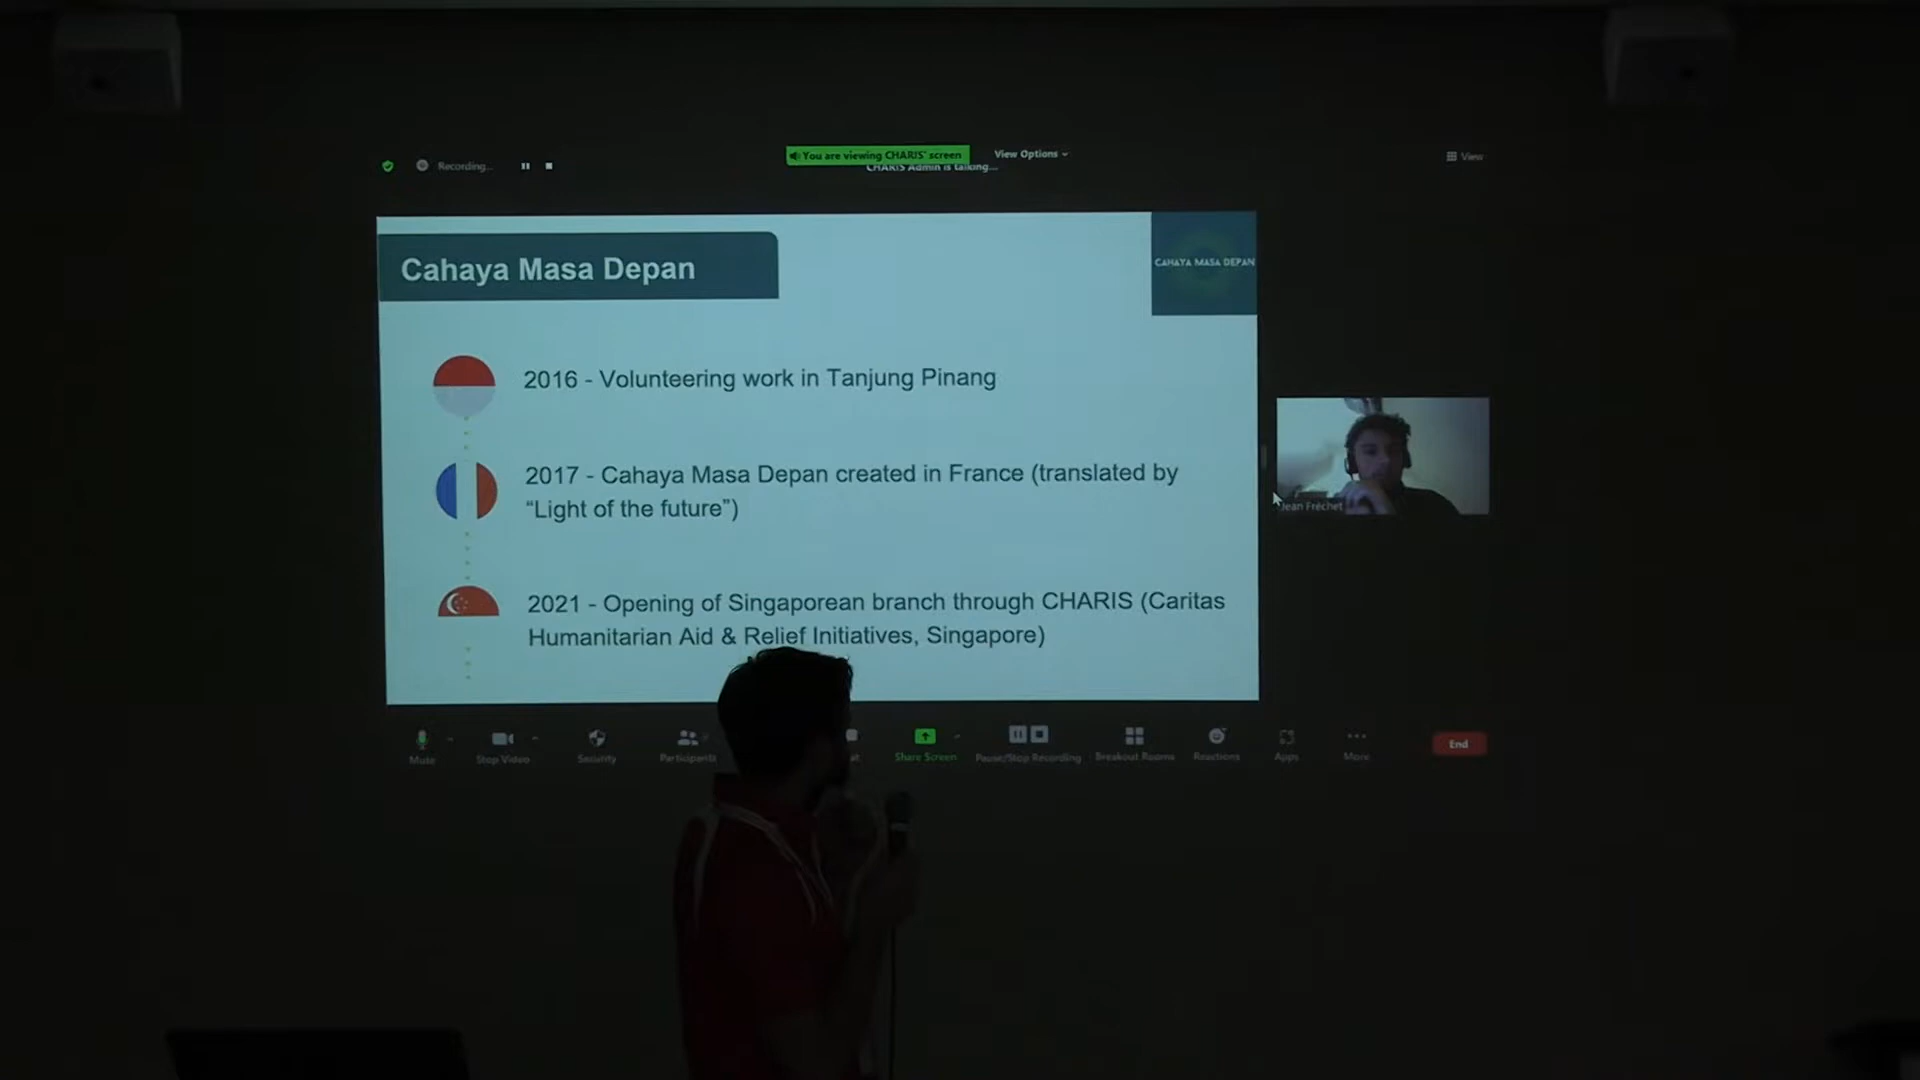 Recording...
You are viewing CHARIS' screen
View Options
CHARIS Admin is talking...
View
Cahaya Masa Depan
CAHAYA MASA DEPAN
2016 - Volunteering work in Tanjung Pinang
2017 - Cahaya Masa Depan created in France (translated by
“Light of the future”)
Jean Fréchet
2021 - Opening of Singaporean branch through CHARIS (Caritas
Humanitarian Aid & Relief Initiatives, Singapore)
Mute
Stop Video
Security
Participants
Share Screen
Pause/Stop Recording
Breakout Rooms
Reactions
Apps
More
End